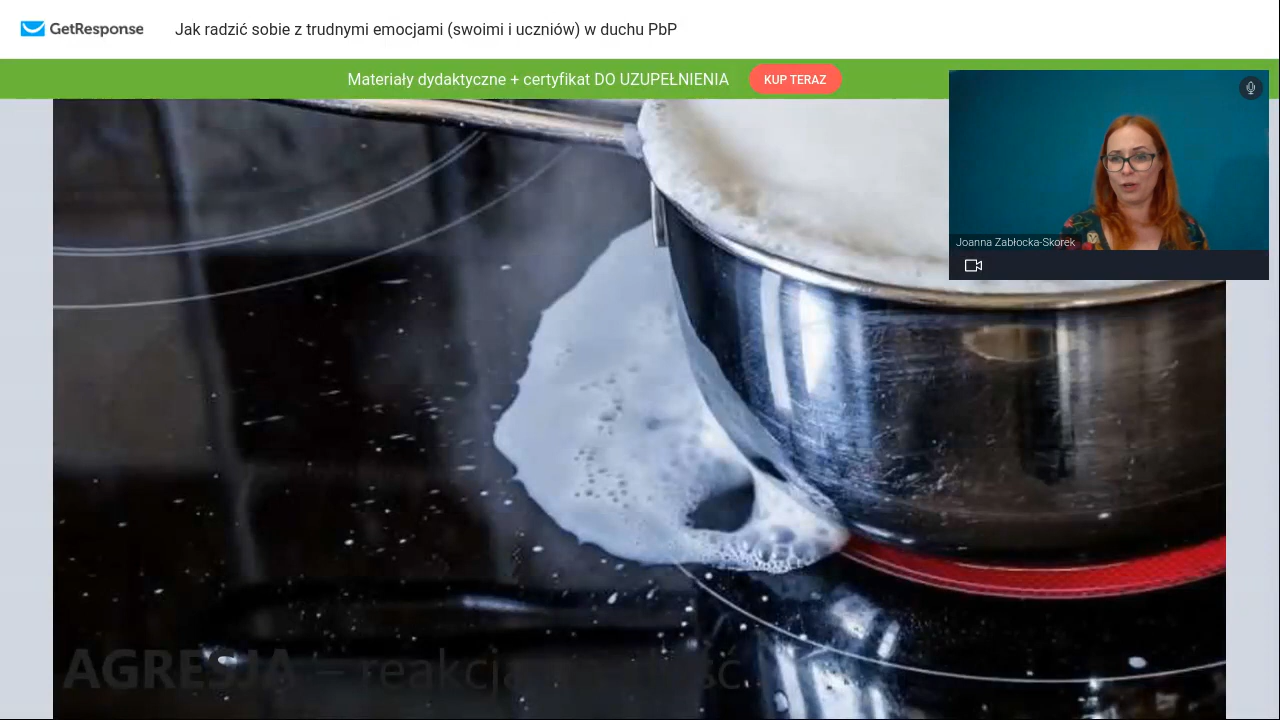 GetResponse
Jak radzić sobie z trudnymi emocjami (swoimi i uczniów) w duchu PbP
Materiały dydaktyczne + certyfikat DO UZUPEŁNIENIA
KUP TERAZ
Joanna Zabłocka-Skorek
AGRESJA – reakcja